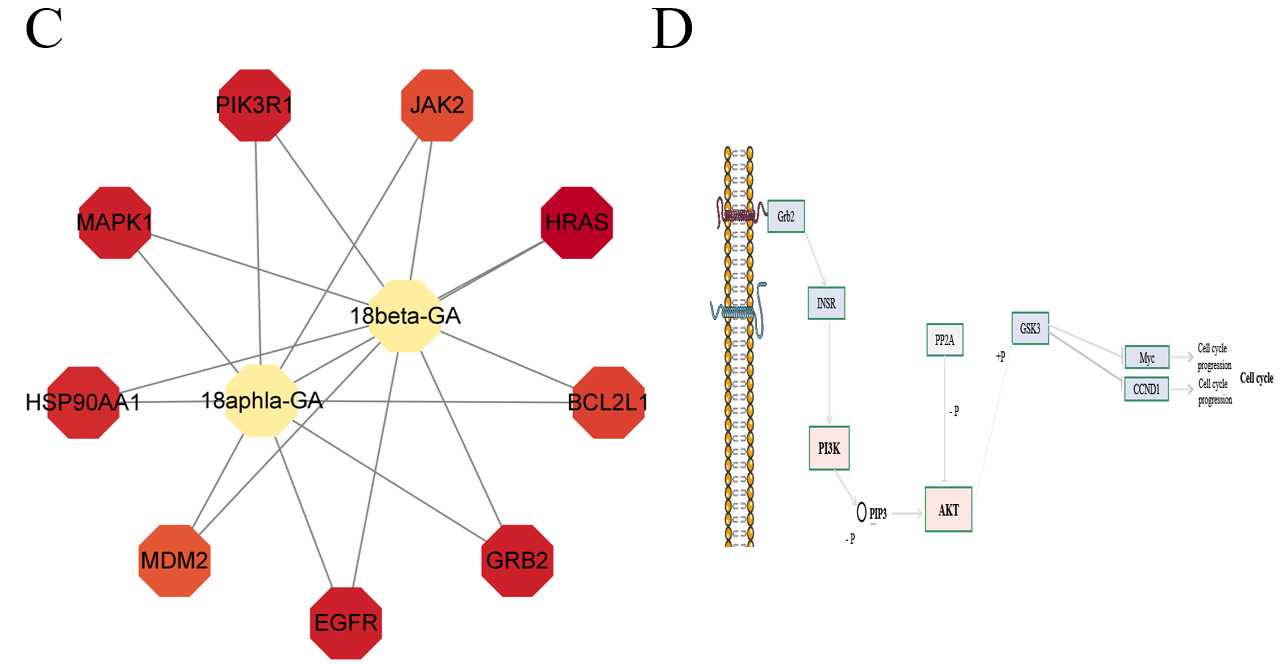 C
D
PIK3R1
JAK2
MAPK1
HRAS
18beta-GA
HSP90AA1
18aphla-GA
BCL2L1
MDM2
GRB2
EGFR
Grb2
INSR
PP2A
GSK3
+P
Myc
Cell cycle
progression
CCND1
Cell cycle
progression
Cell cycle
- P
PI3K
PIP3
- P
AKT